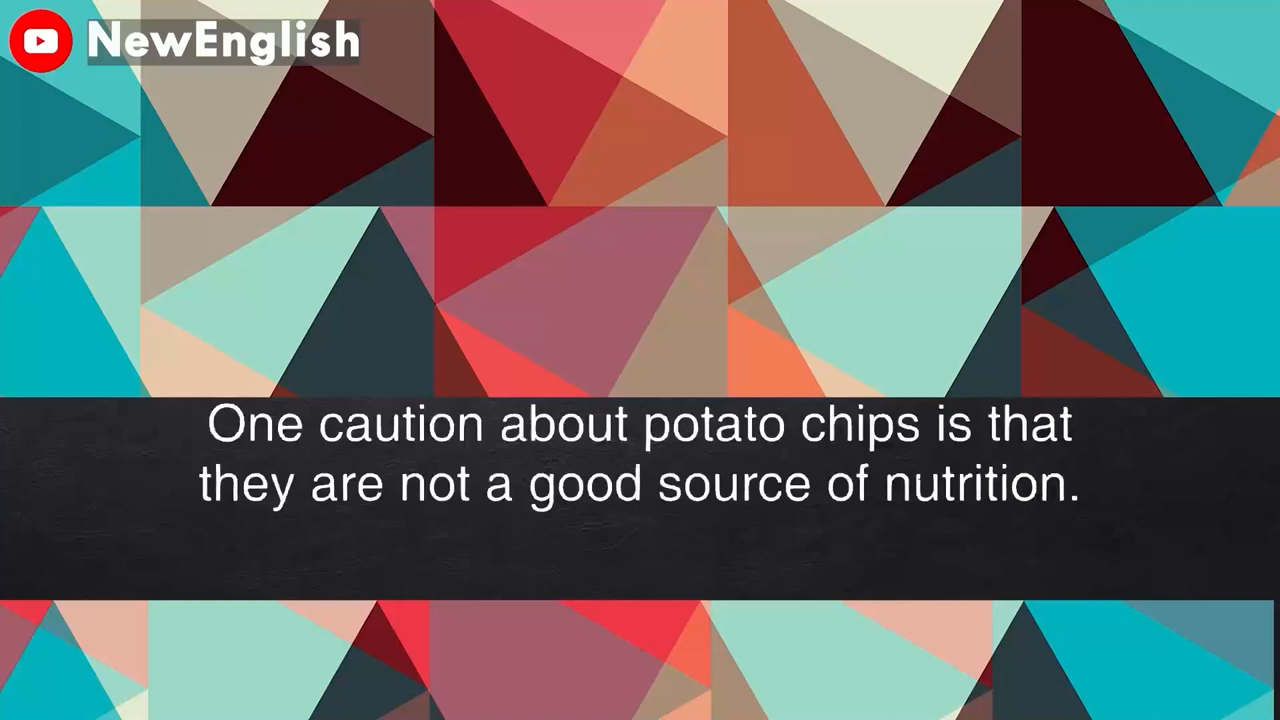 NewEnglish
One caution about potato chips is that
they are not a good source of nutrition.